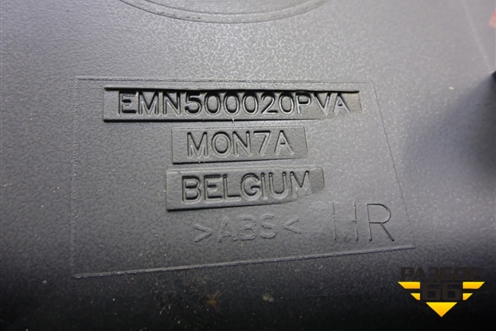 EMN500020PVA
MON7A
BELGIUM
>ABS< HR